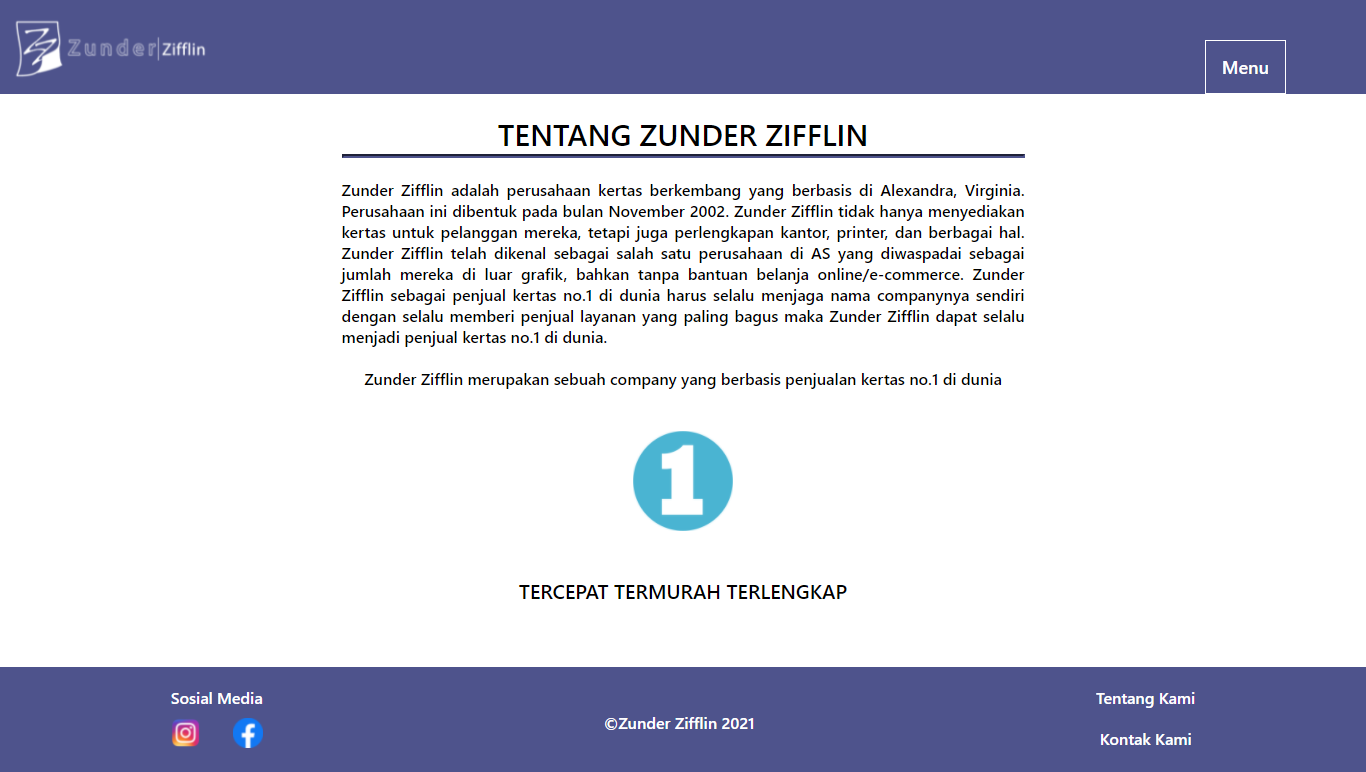 Zunder|Zifflin
Menu
TENTANG ZUNDER ZIFFLIN
Zunder Zifflin adalah perusahaan kertas berkembang yang berbasis di Alexandra, Virginia.
Perusahaan ini dibentuk pada bulan November 2002. Zunder Zifflin tidak hanya menyediakan
kertas untuk pelanggan mereka, tetapi juga perlengkapan kantor, printer, dan berbagai hal.
Zunder Zifflin telah dikenal sebagai salah satu perusahaan di AS yang diwaspadai sebagai
jumlah mereka di luar grafik, bahkan tanpa bantuan belanja online/e-commerce. Zunder
Zifflin sebagai penjual kertas no.1 di dunia harus selalu menjaga nama companynya sendiri
dengan selalu memberi penjual layanan yang paling bagus maka Zunder Zifflin dapat selalu
menjadi penjual kertas no.1 di dunia.
Zunder Zifflin merupakan sebuah company yang berbasis penjualan kertas no.1 di dunia
1
TERCEPAT TERMURAH TERLENGKAP
Sosial Media
©Zunder Zifflin 2021
Tentang Kami
Kontak Kami